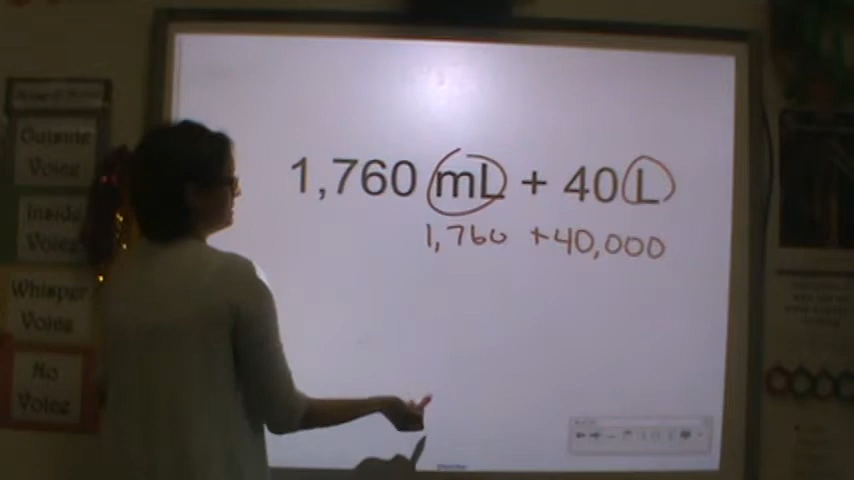 Outside
Voice
Inside
Voice
Whisper
Voice
No
Voice
1,760 mL + 40 L
1,760 + 40,000